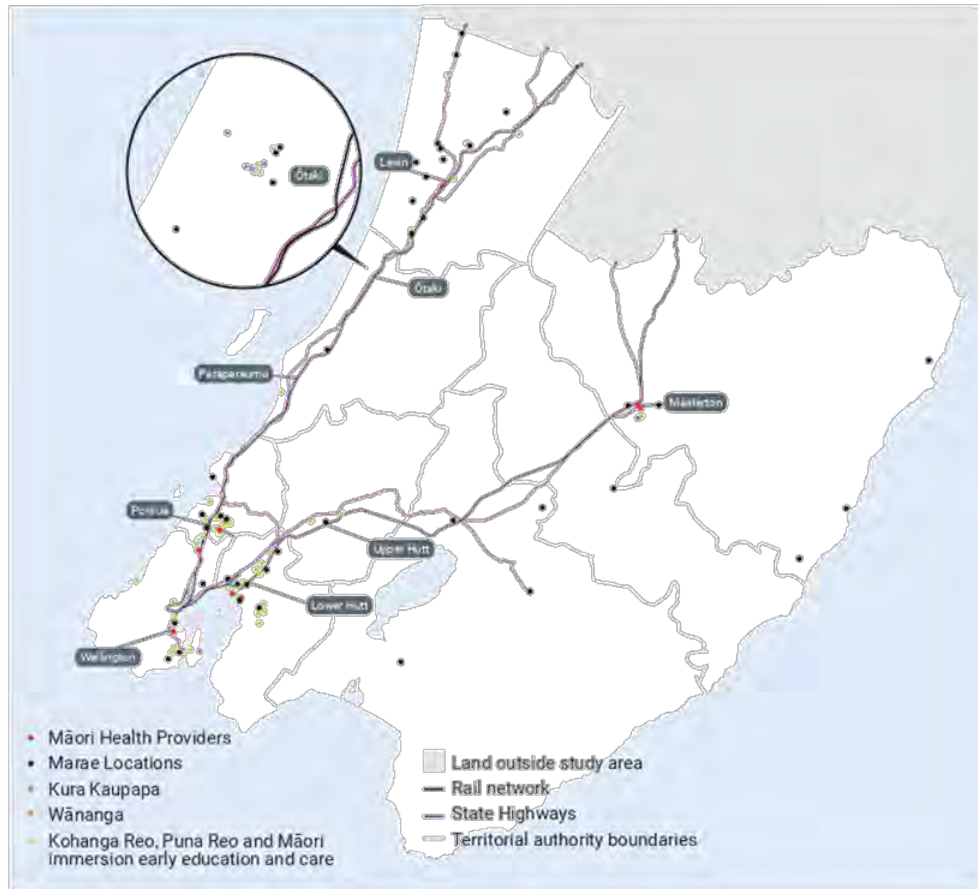 Levin
Ōtaki
Ōtaki
Paraparaumu
Masterton
Porirua
Upper Hutt
Lower Hutt
Wellington
Māori Health Providers
Marae Locations
Kura Kaupapa
Wānanga
Kohanga Reo, Puna Reo and Māori
immersion early education and care
Land outside study area
Rail network
State Highways
Territorial authority boundaries